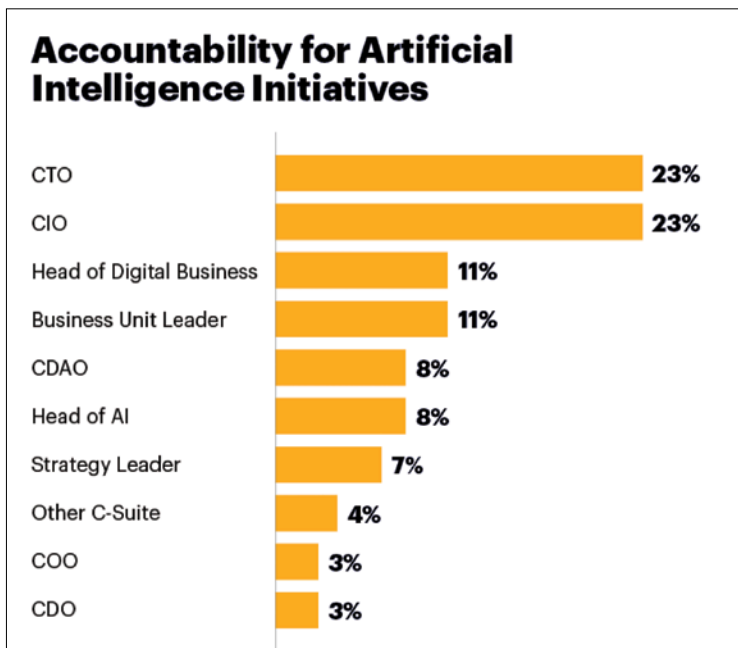 Accountability for Artificial
Intelligence Initiatives
CTO 23%
CIO 23%
Head of Digital Business 11%
Business Unit Leader 11%
CDAO 8%
Head of AI 8%
Strategy Leader 7%
Other C-Suite 4%
COO 3%
CDO 3%